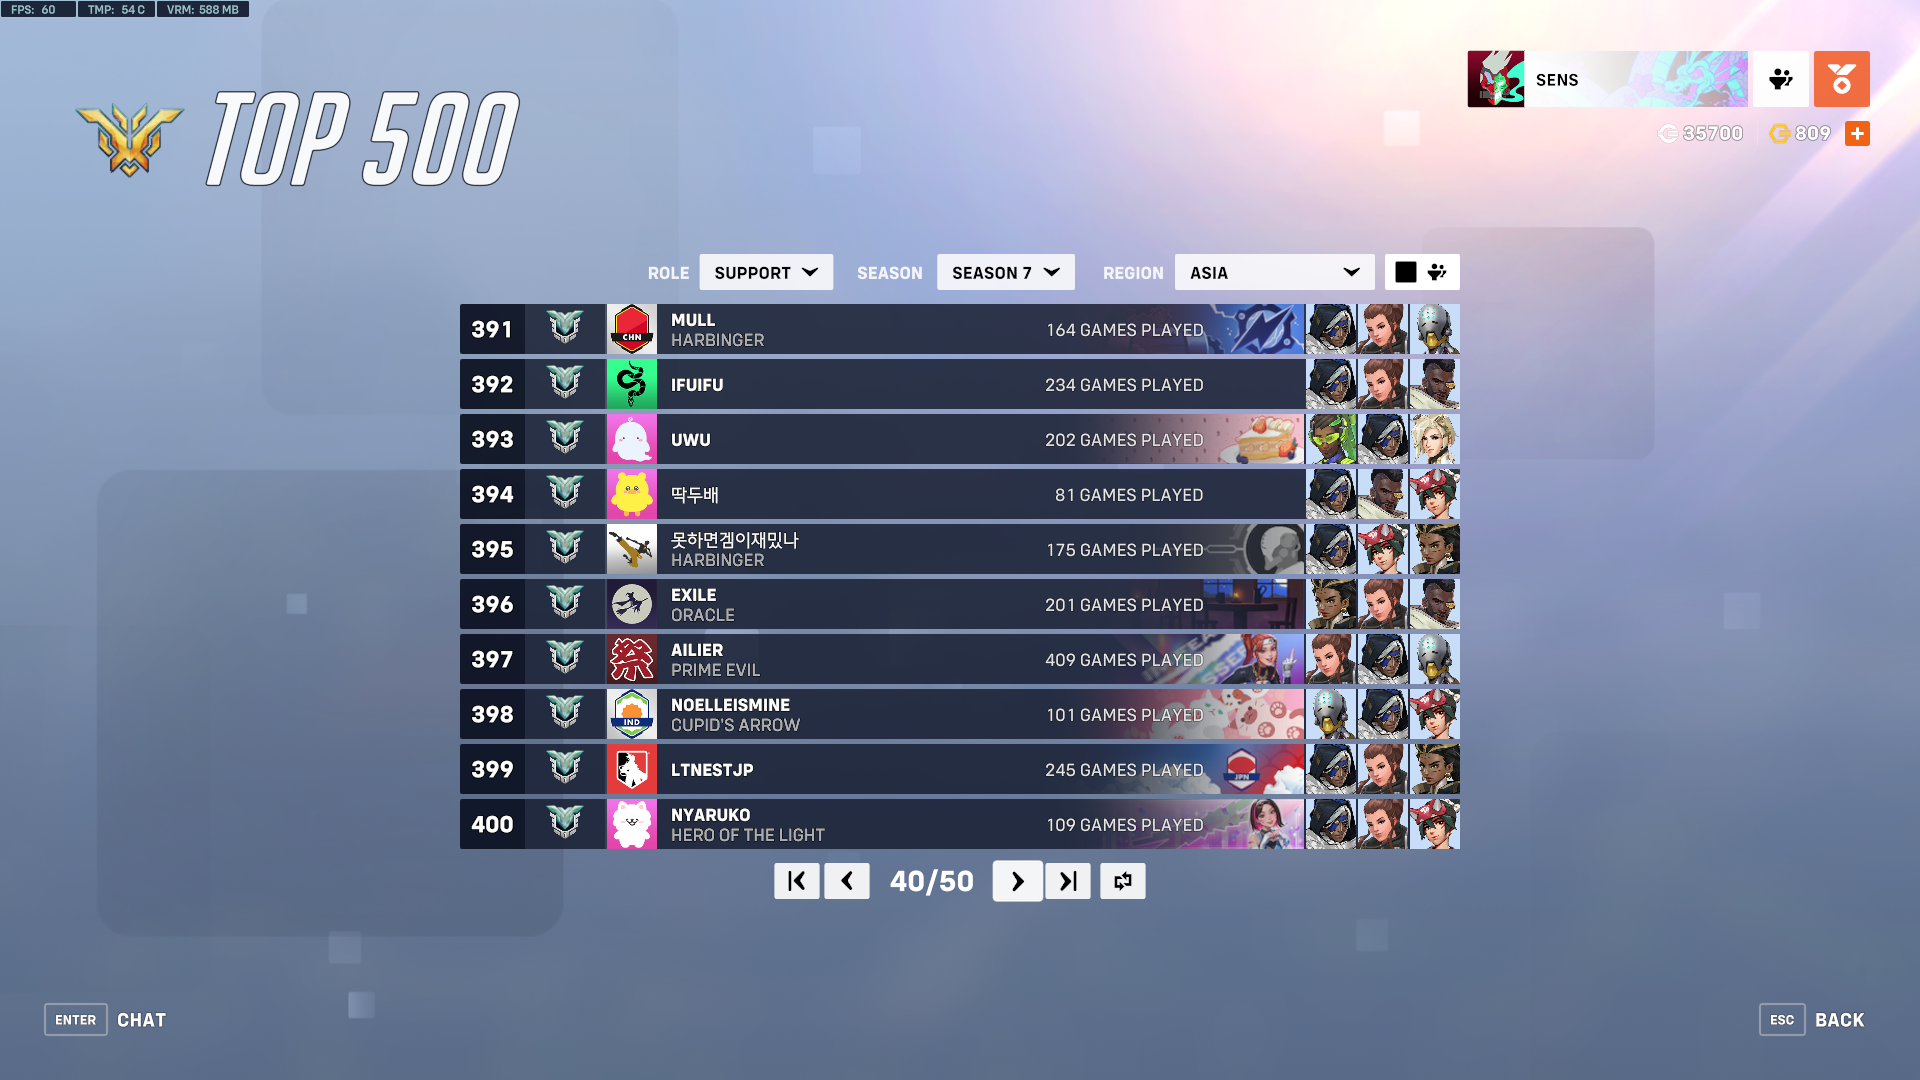 FPS: 60 TMP: 54 C VRM: 588 MB
TOP 500
SENS
35700 809
ROLE SUPPORT SEASON SEASON 7 REGION ASIA
391 CHN MULL HARBINGER 164 GAMES PLAYED
392 IFUIFU 234 GAMES PLAYED
393 UWU 202 GAMES PLAYED
394 딱두배 81 GAMES PLAYED
395 못하면겜이재밌나 HARBINGER 175 GAMES PLAYED
396 EXILE ORACLE 201 GAMES PLAYED
397 祭 AILIER PRIME EVIL 409 GAMES PLAYED
398 IND NOELLEISMINE CUPID'S ARROW 101 GAMES PLAYED
399 LTNESTJP 245 GAMES PLAYED JPN
400 NYARUKO HERO OF THE LIGHT 109 GAMES PLAYED
40/50
ENTER CHAT
ESC BACK